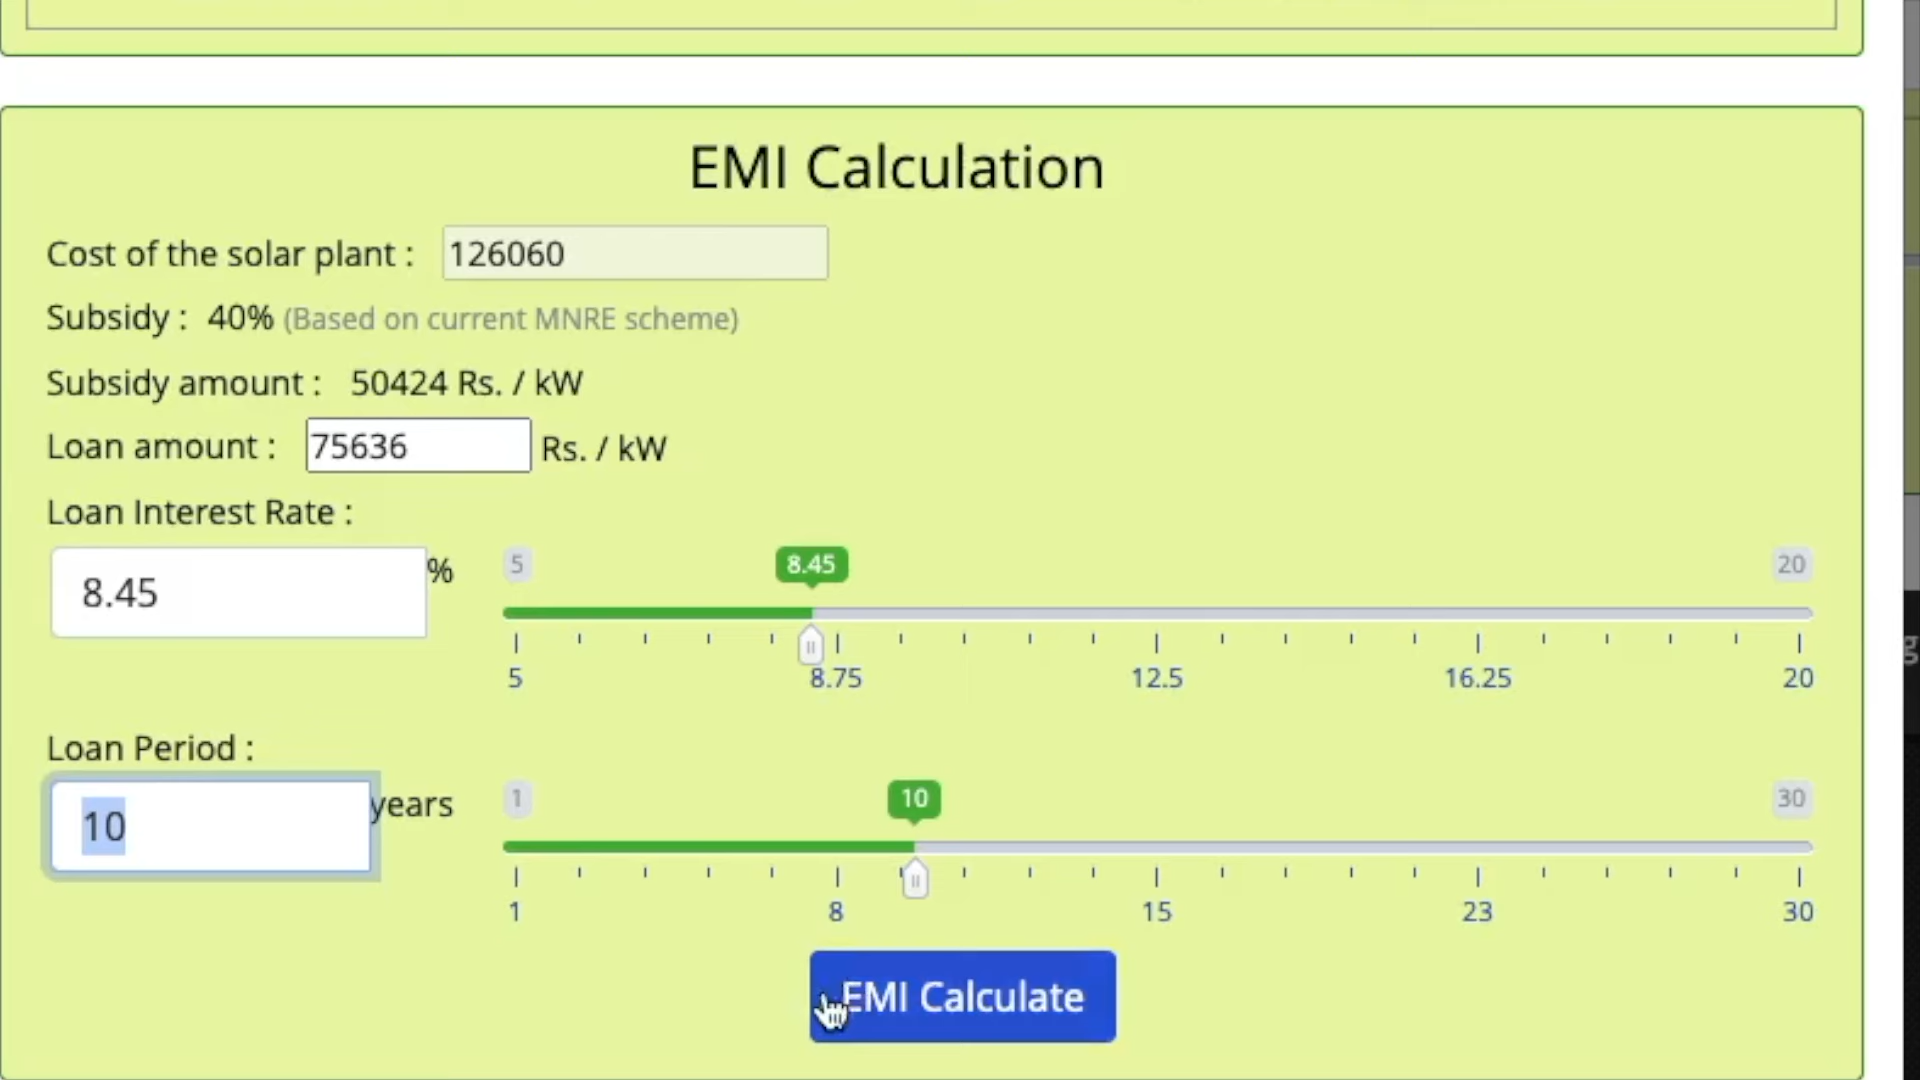 EMI Calculation
Cost of the solar plant : 126060
Subsidy : 40% (Based on current MNRE scheme)
Subsidy amount : 50424 Rs. / kW
Loan amount : 75636 Rs. / kW
Loan Interest Rate :
8.45 %
5 8.45 20
5 8.75 12.5 16.25 20
Loan Period :
10 years
1 10 30
1 8 15 23 30
EMI Calculate
g